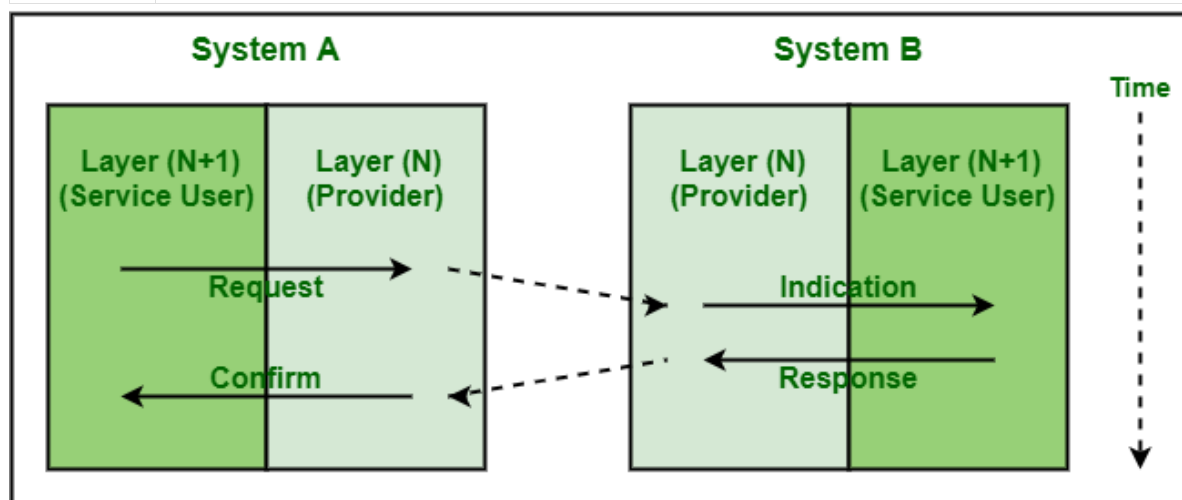 System A
System B
Time
Layer (N+1)
(Service User)
Layer (N)
(Provider)
Layer (N)
(Provider)
Layer (N+1)
(Service User)
Request
Indication
Confirm
Response